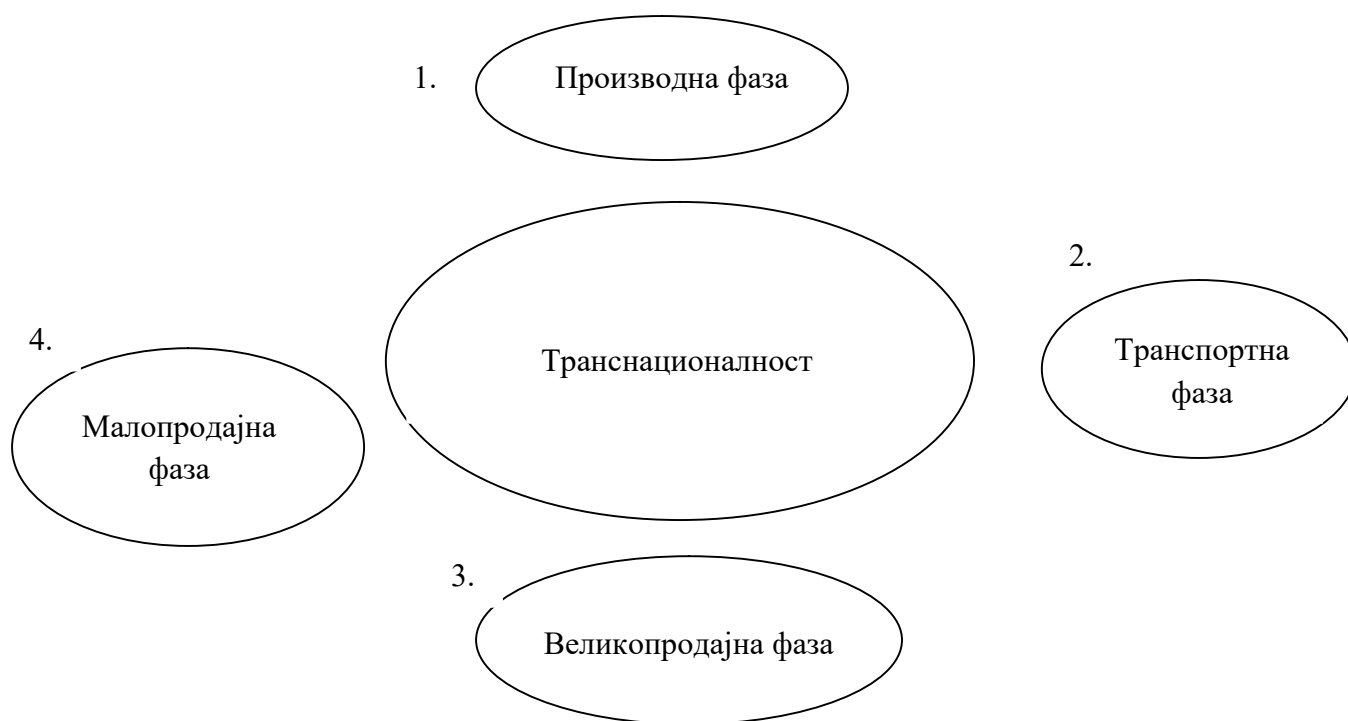 1.
Производна фаза
2.
Транспортна
фаза
Транснационалност
4.
Малопродајна
фаза
3.
Великопродајна фаза